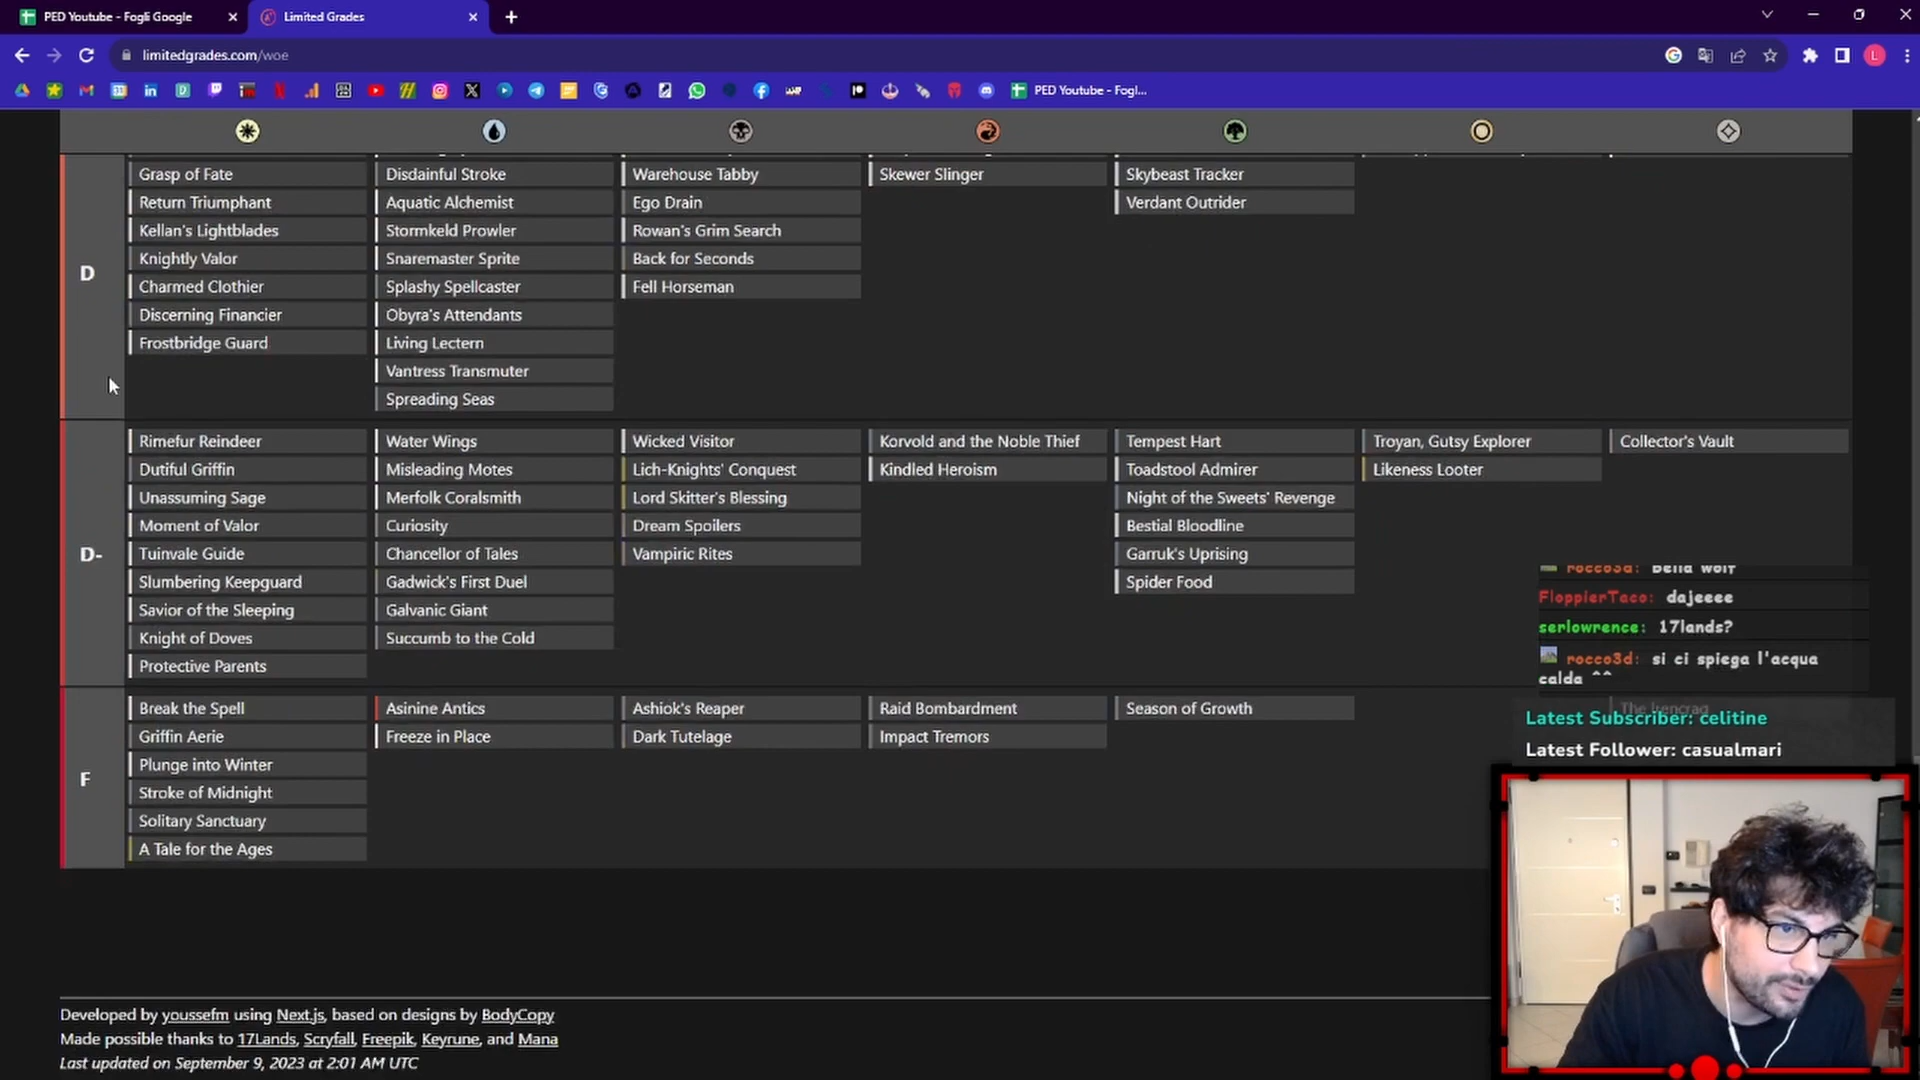 PED Youtube - Fogli Google
Limited Grades
limitedgrades.com/woe
L
PED Youtube - Fogl...
D
Grasp of Fate
Return Triumphant
Kellan's Lightblades
Knightly Valor
Charmed Clothier
Discerning Financier
Frostbridge Guard
Disdainful Stroke
Aquatic Alchemist
Stormkeld Prowler
Snaremaster Sprite
Splashy Spellcaster
Obyra's Attendants
Living Lectern
Vantress Transmuter
Spreading Seas
Warehouse Tabby
Ego Drain
Rowan's Grim Search
Back for Seconds
Fell Horseman
Skewer Slinger
Skybeast Tracker
Verdant Outrider
D-
Rimefur Reindeer
Dutiful Griffin
Unassuming Sage
Moment of Valor
Tuinvale Guide
Slumbering Keepguard
Savior of the Sleeping
Knight of Doves
Protective Parents
Water Wings
Misleading Motes
Merfolk Coralsmith
Curiosity
Chancellor of Tales
Gadwick's First Duel
Galvanic Giant
Succumb to the Cold
Wicked Visitor
Lich-Knights' Conquest
Lord Skitter's Blessing
Dream Spoilers
Vampiric Rites
Korvold and the Noble Thief
Kindled Heroism
Tempest Hart
Toadstool Admirer
Night of the Sweets' Revenge
Bestial Bloodline
Garruk's Uprising
Spider Food
Troyan, Gutsy Explorer
Likeness Looter
Collector's Vault
F
Break the Spell
Griffin Aerie
Plunge into Winter
Stroke of Midnight
Solitary Sanctuary
A Tale for the Ages
Asinine Antics
Freeze in Place
Ashiok's Reaper
Dark Tutelage
Raid Bombardment
Impact Tremors
Season of Growth
The Irencrag
rocco3d: bella wolf
FloppierTaco: dajeeee
serlowrence: 17lands?
rocco3d: si ci spiega l'acqua
calda ^^
Latest Subscriber: celitine
Latest Follower: casualmari
Developed by youssefm using Next.js, based on designs by BodyCopy
Made possible thanks to 17Lands, Scryfall, Freepik, Keyrune, and Mana
Last updated on September 9, 2023 at 2:01 AM UTC